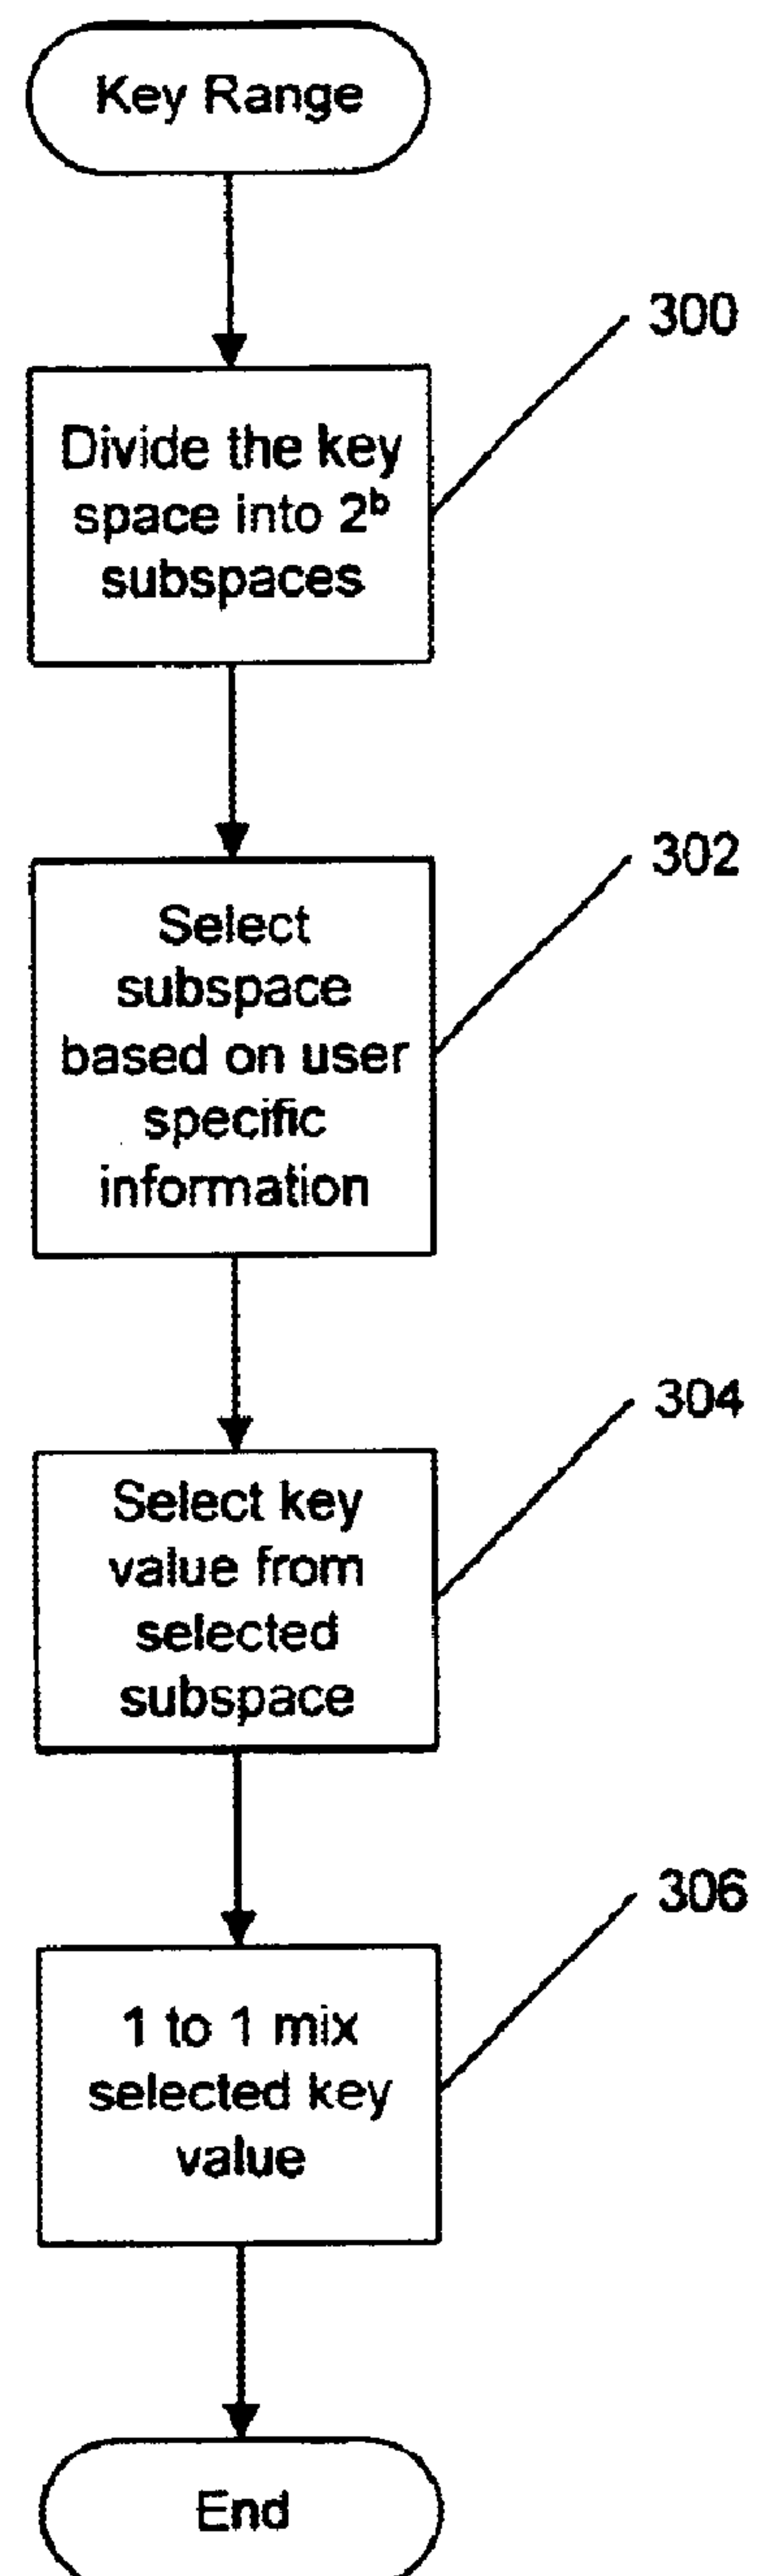 Key Range
300
Divide the key
space into 2ᵇ
subspaces
302
Select
subspace
based on user
specific
information
304
Select key
value from
selected
subspace
306
1 to 1 mix
selected key
value
End